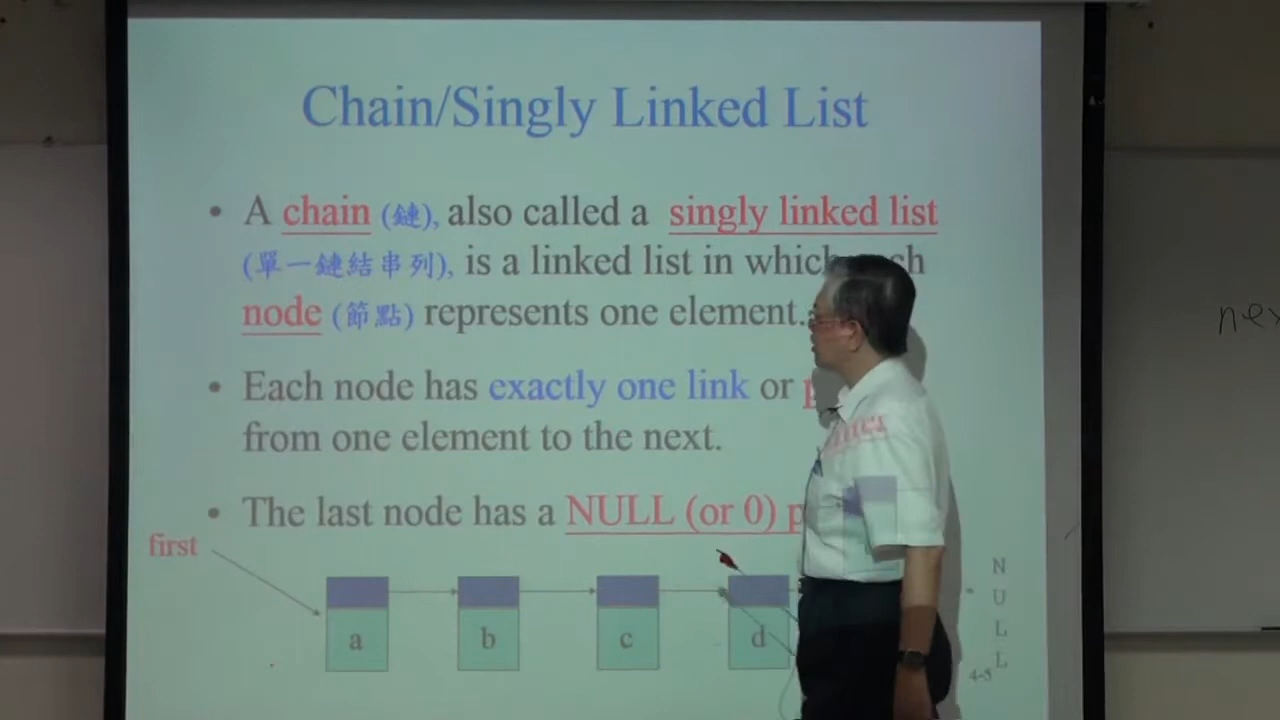 Chain/Singly Linked List
• A chain (鏈), also called a singly linked list
(單一鏈結串列), is a linked list in which
node (節點) represents one element.
• Each node has exactly one link or
from one element to the next.
• The last node has a NULL (or 0)
first
a b c d
N
U
L
L
4-5